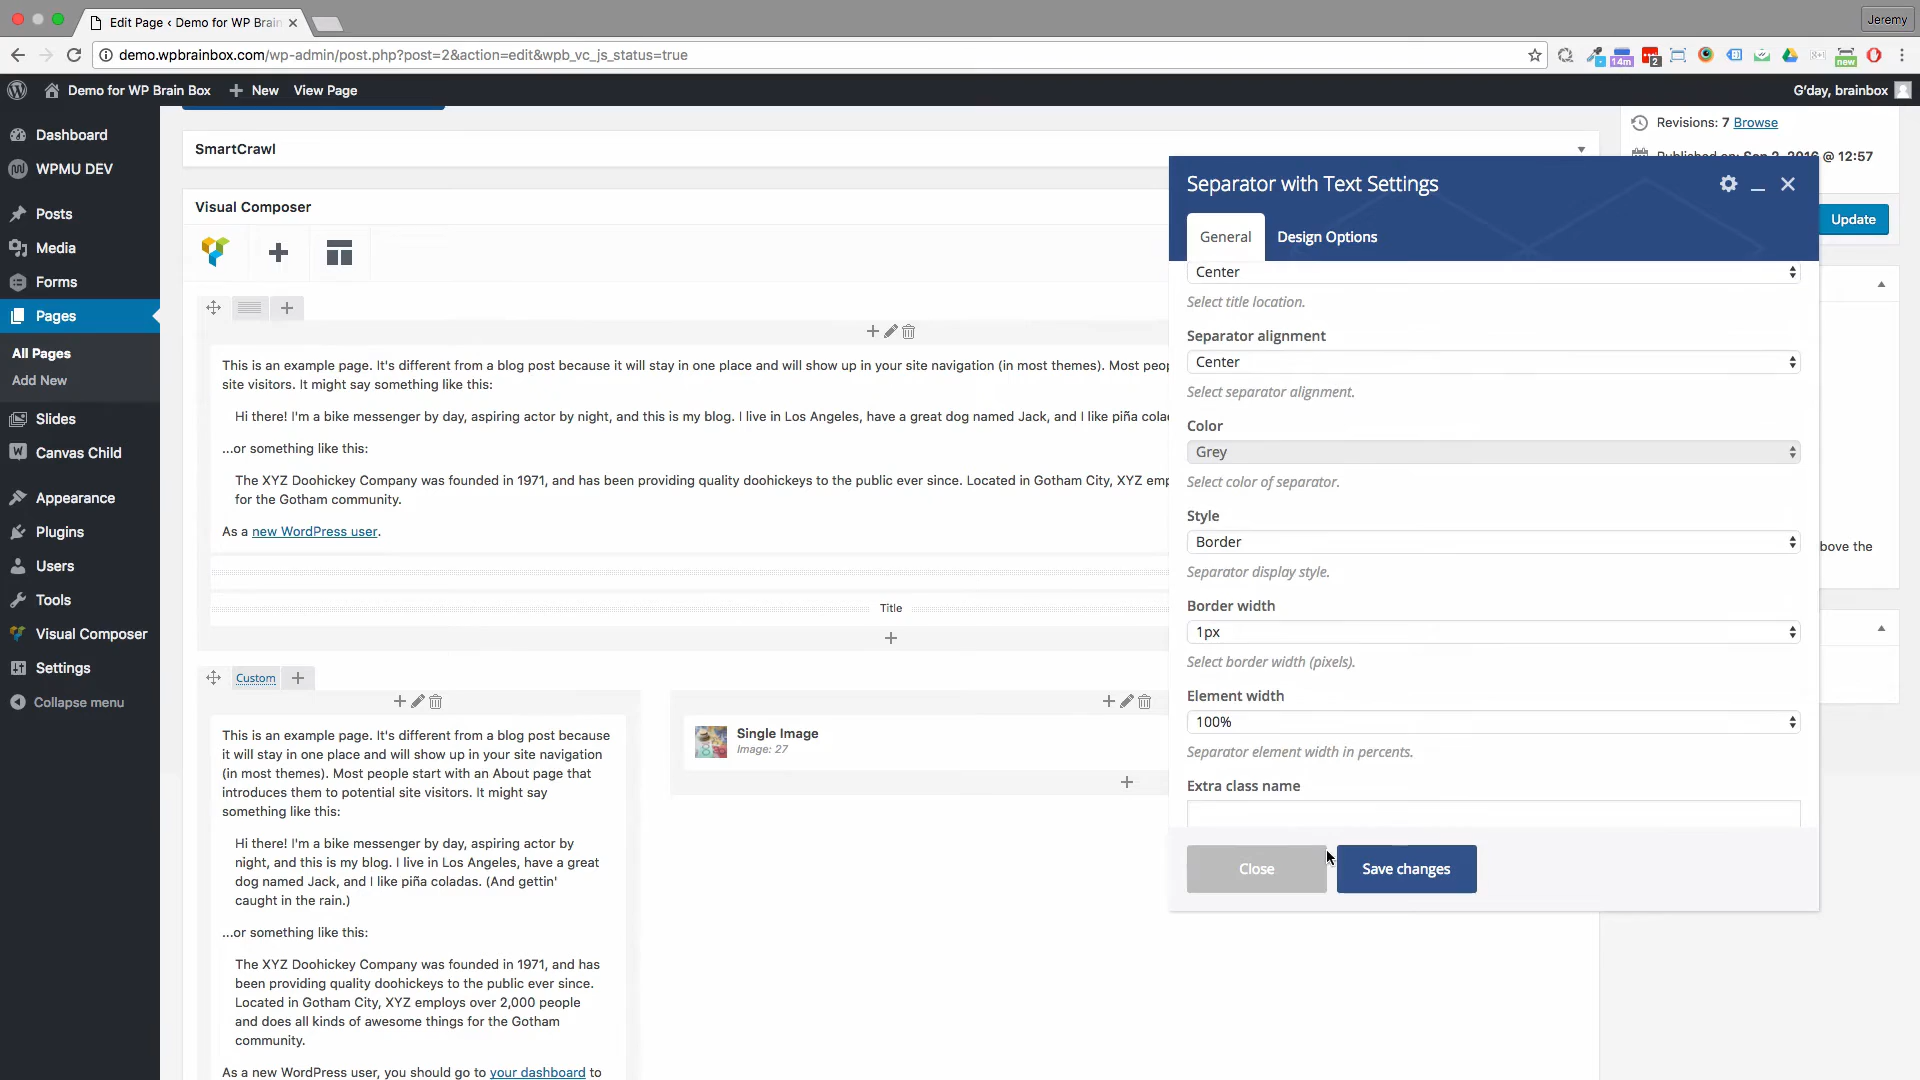 Edit Page ‹ Demo for WP Brain
Jeremy
demo.wpbrainbox.com/wp-admin/post.php?post=2&action=edit&wpb_vc_js_status=true
14m
2
new
Demo for WP Brain Box
New
View Page
G'day, brainbox
Dashboard
WPMU DEV
Posts
Media
Forms
Pages
All Pages
Add New
Slides
Canvas Child
Appearance
Plugins
Users
Tools
Visual Composer
Settings
Collapse menu
SmartCrawl
Visual Composer
This is an example page. It's different from a blog post because it will stay in one place and will show up in your site navigation (in most themes). Most
site visitors. It might say something like this:
Hi there! I'm a bike messenger by day, aspiring actor by night, and this is my blog. I live in Los Angeles, have a great dog named Jack, and I like piña
...or something like this:
The XYZ Doohickey Company was founded in 1971, and has been providing quality doohickeys to the public ever since. Located in Gotham City, XYZ
for the Gotham community.
As a new WordPress user.
Title
Custom
This is an example page. It's different from a blog post because
it will stay in one place and will show up in your site navigation
(in most themes). Most people start with an About page that
introduces them to potential site visitors. It might say
something like this:
Hi there! I'm a bike messenger by day, aspiring actor by
night, and this is my blog. I live in Los Angeles, have a great
dog named Jack, and I like piña coladas. (And gettin'
caught in the rain.)
...or something like this:
The XYZ Doohickey Company was founded in 1971, and has
been providing quality doohickeys to the public ever since.
Located in Gotham City, XYZ employs over 2,000 people
and does all kinds of awesome things for the Gotham
community.
As a new WordPress user, you should go to your dashboard to
Single Image
Image: 27
Revisions: 7 Browse
Published on: Sep 2, 2016 @ 12:57
Update
the
Separator with Text Settings
General
Design Options
Center
Select title location.
Separator alignment
Center
Select separator alignment.
Color
Grey
Select color of separator.
Style
Border
Separator display style.
Border width
1px
Select border width (pixels).
Element width
100%
Separator element width in percents.
Extra class name
Close
Save changes